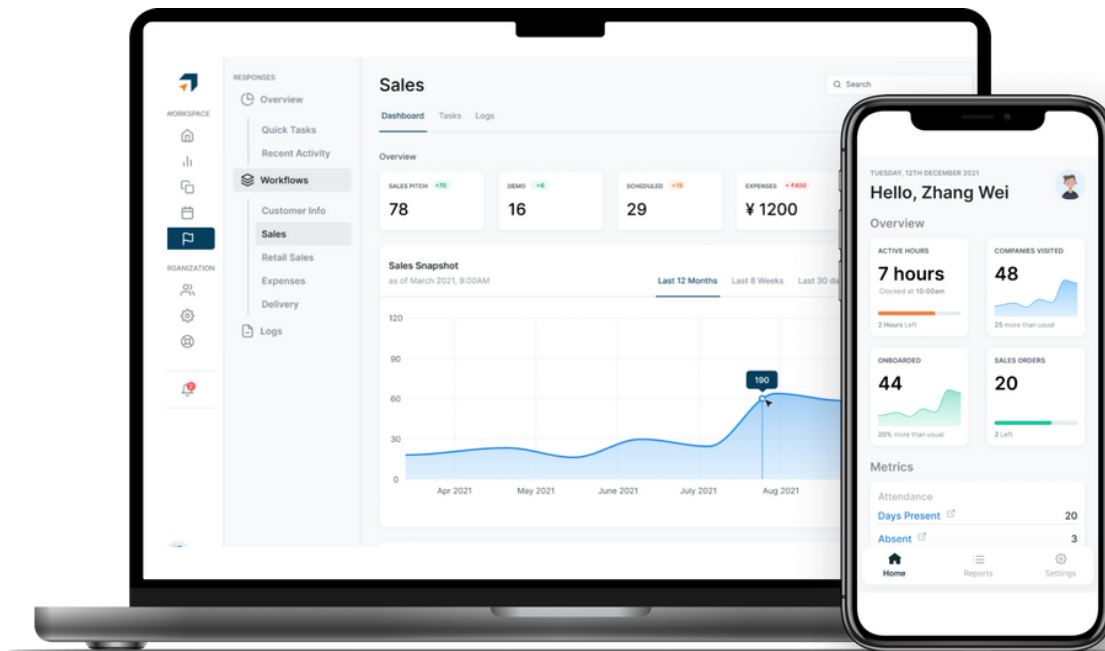 RESPONSES
Overview
WORKSPACE
Quick Tasks
Recent Activity
Workflows
Customer Info
Sales
Retail Sales
Expenses
RGANIZATION
Delivery
Logs
2
Sales
Search
Dashboard Tasks Logs
Overview
SALES PITCH +70
78
DEMO +6
16
SCHEDULED +18
29
EXPENSES + ₹400
¥ 1200
Sales Snapshot
as of March 2021, 9:00AM
Last 12 Months Last 8 Weeks Last 30 da
120
90
60
30
0
190
Apr 2021 May 2021 June 2021 July 2021 Aug 2021
TUESDAY, 12TH DECEMBER 2021
Hello, Zhang Wei
Overview
ACTIVE HOURS
7 hours
Clocked at 10:00am
2 Hours Left
COMPANIES VISITED
48
25 more than usual
ONBOARDED
44
20% more than usual
SALES ORDERS
20
2 Left
Metrics
Attendance
Days Present 20
Absent 3
Home Reports Settings